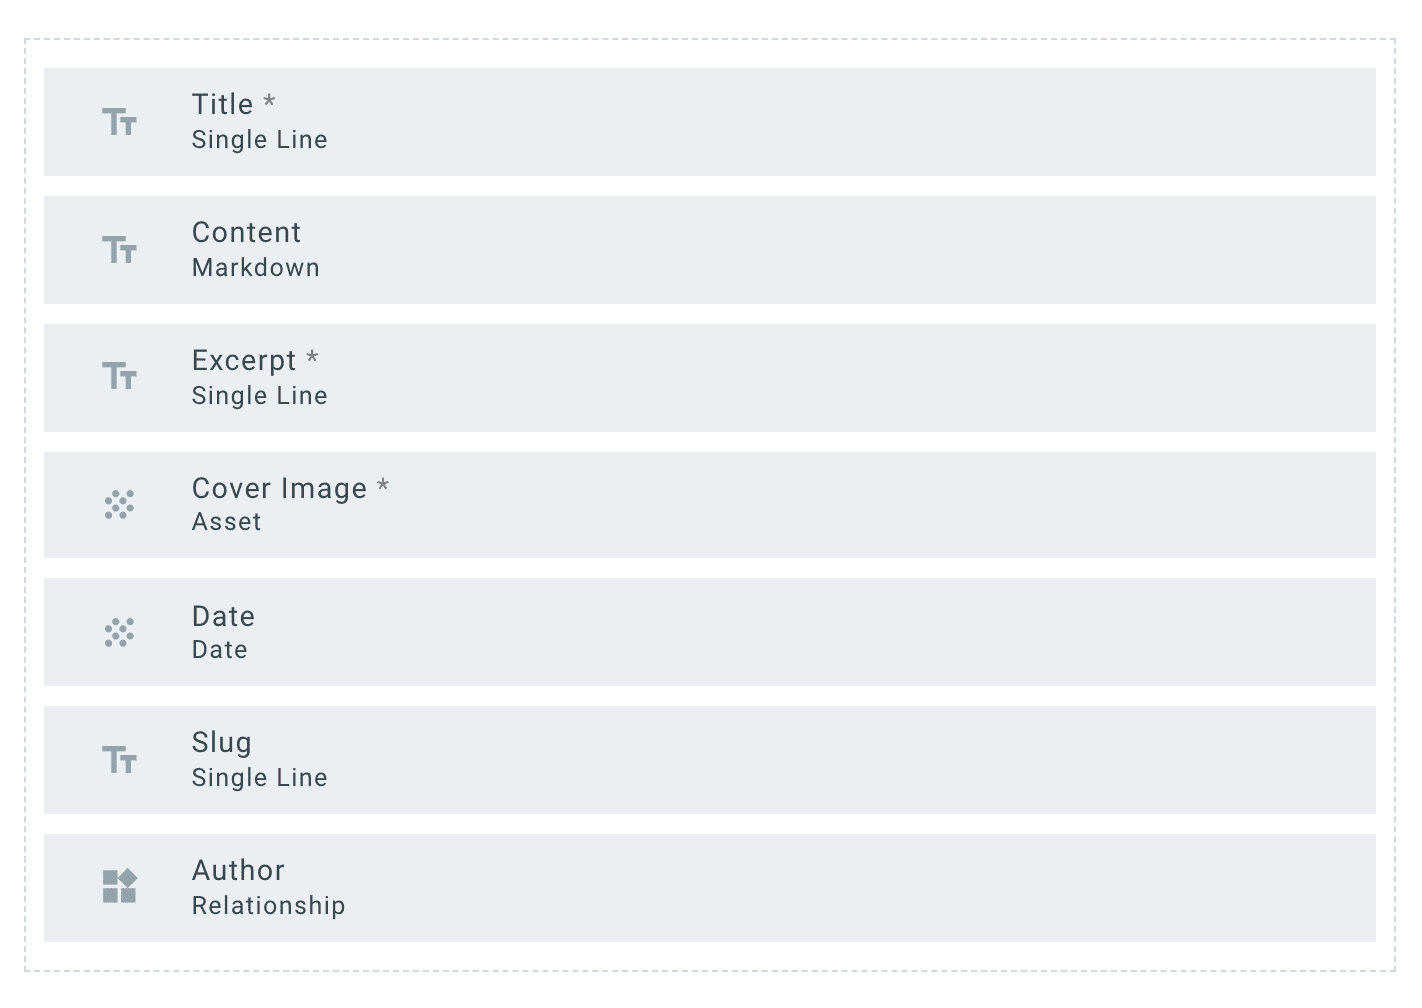 Title *
Single Line
Content
Markdown
Excerpt *
Single Line
Cover Image *
Asset
Date
Date
Slug
Single Line
Author
Relationship